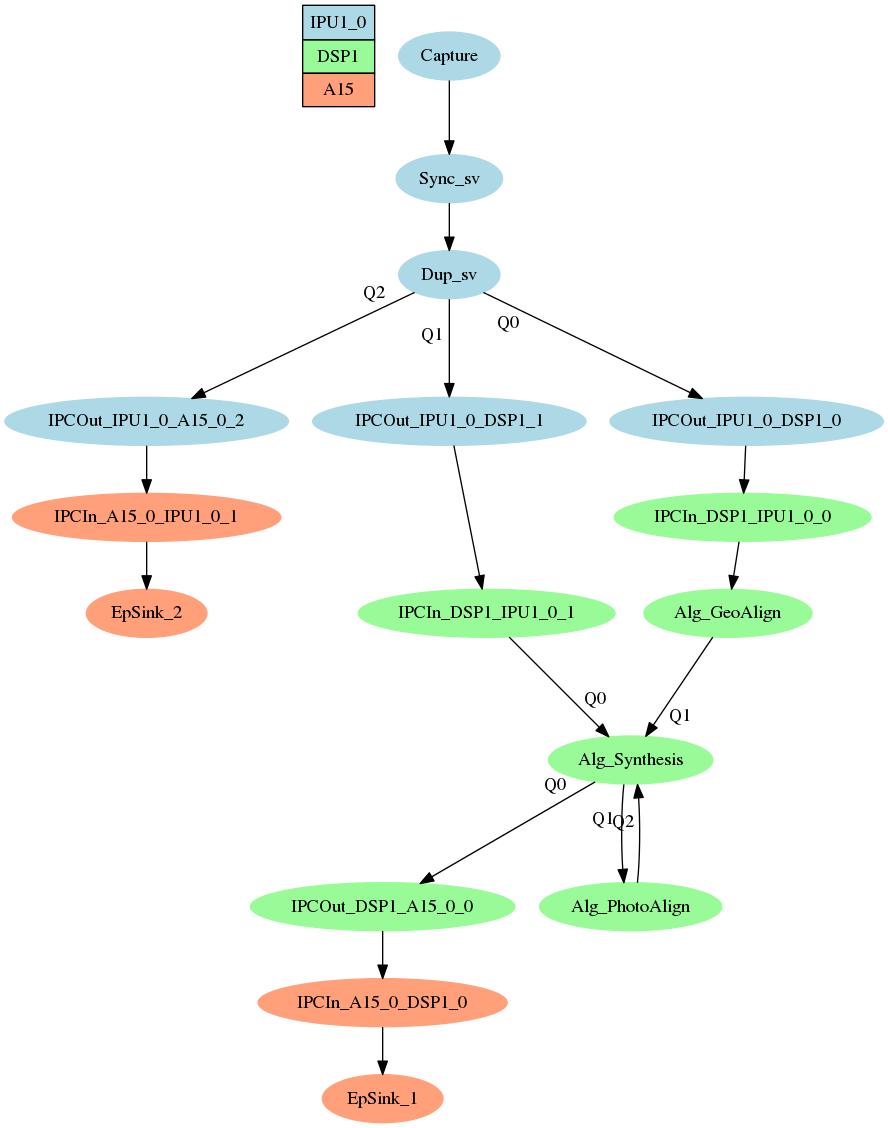 IPU1_0
DSP1
A15
Capture
Sync_sv
Dup_sv
Q2
Q1
Q0
IPCOut_IPU1_0_A15_0_2
IPCOut_IPU1_0_DSP1_1
IPCOut_IPU1_0_DSP1_0
IPCIn_A15_0_IPU1_0_1
IPCIn_DSP1_IPU1_0_0
EpSink_2
IPCIn_DSP1_IPU1_0_1
Alg_GeoAlign
Q0
Q1
Alg_Synthesis
Q0
Q1
Q2
IPCOut_DSP1_A15_0_0
Alg_PhotoAlign
IPCIn_A15_0_DSP1_0
EpSink_1